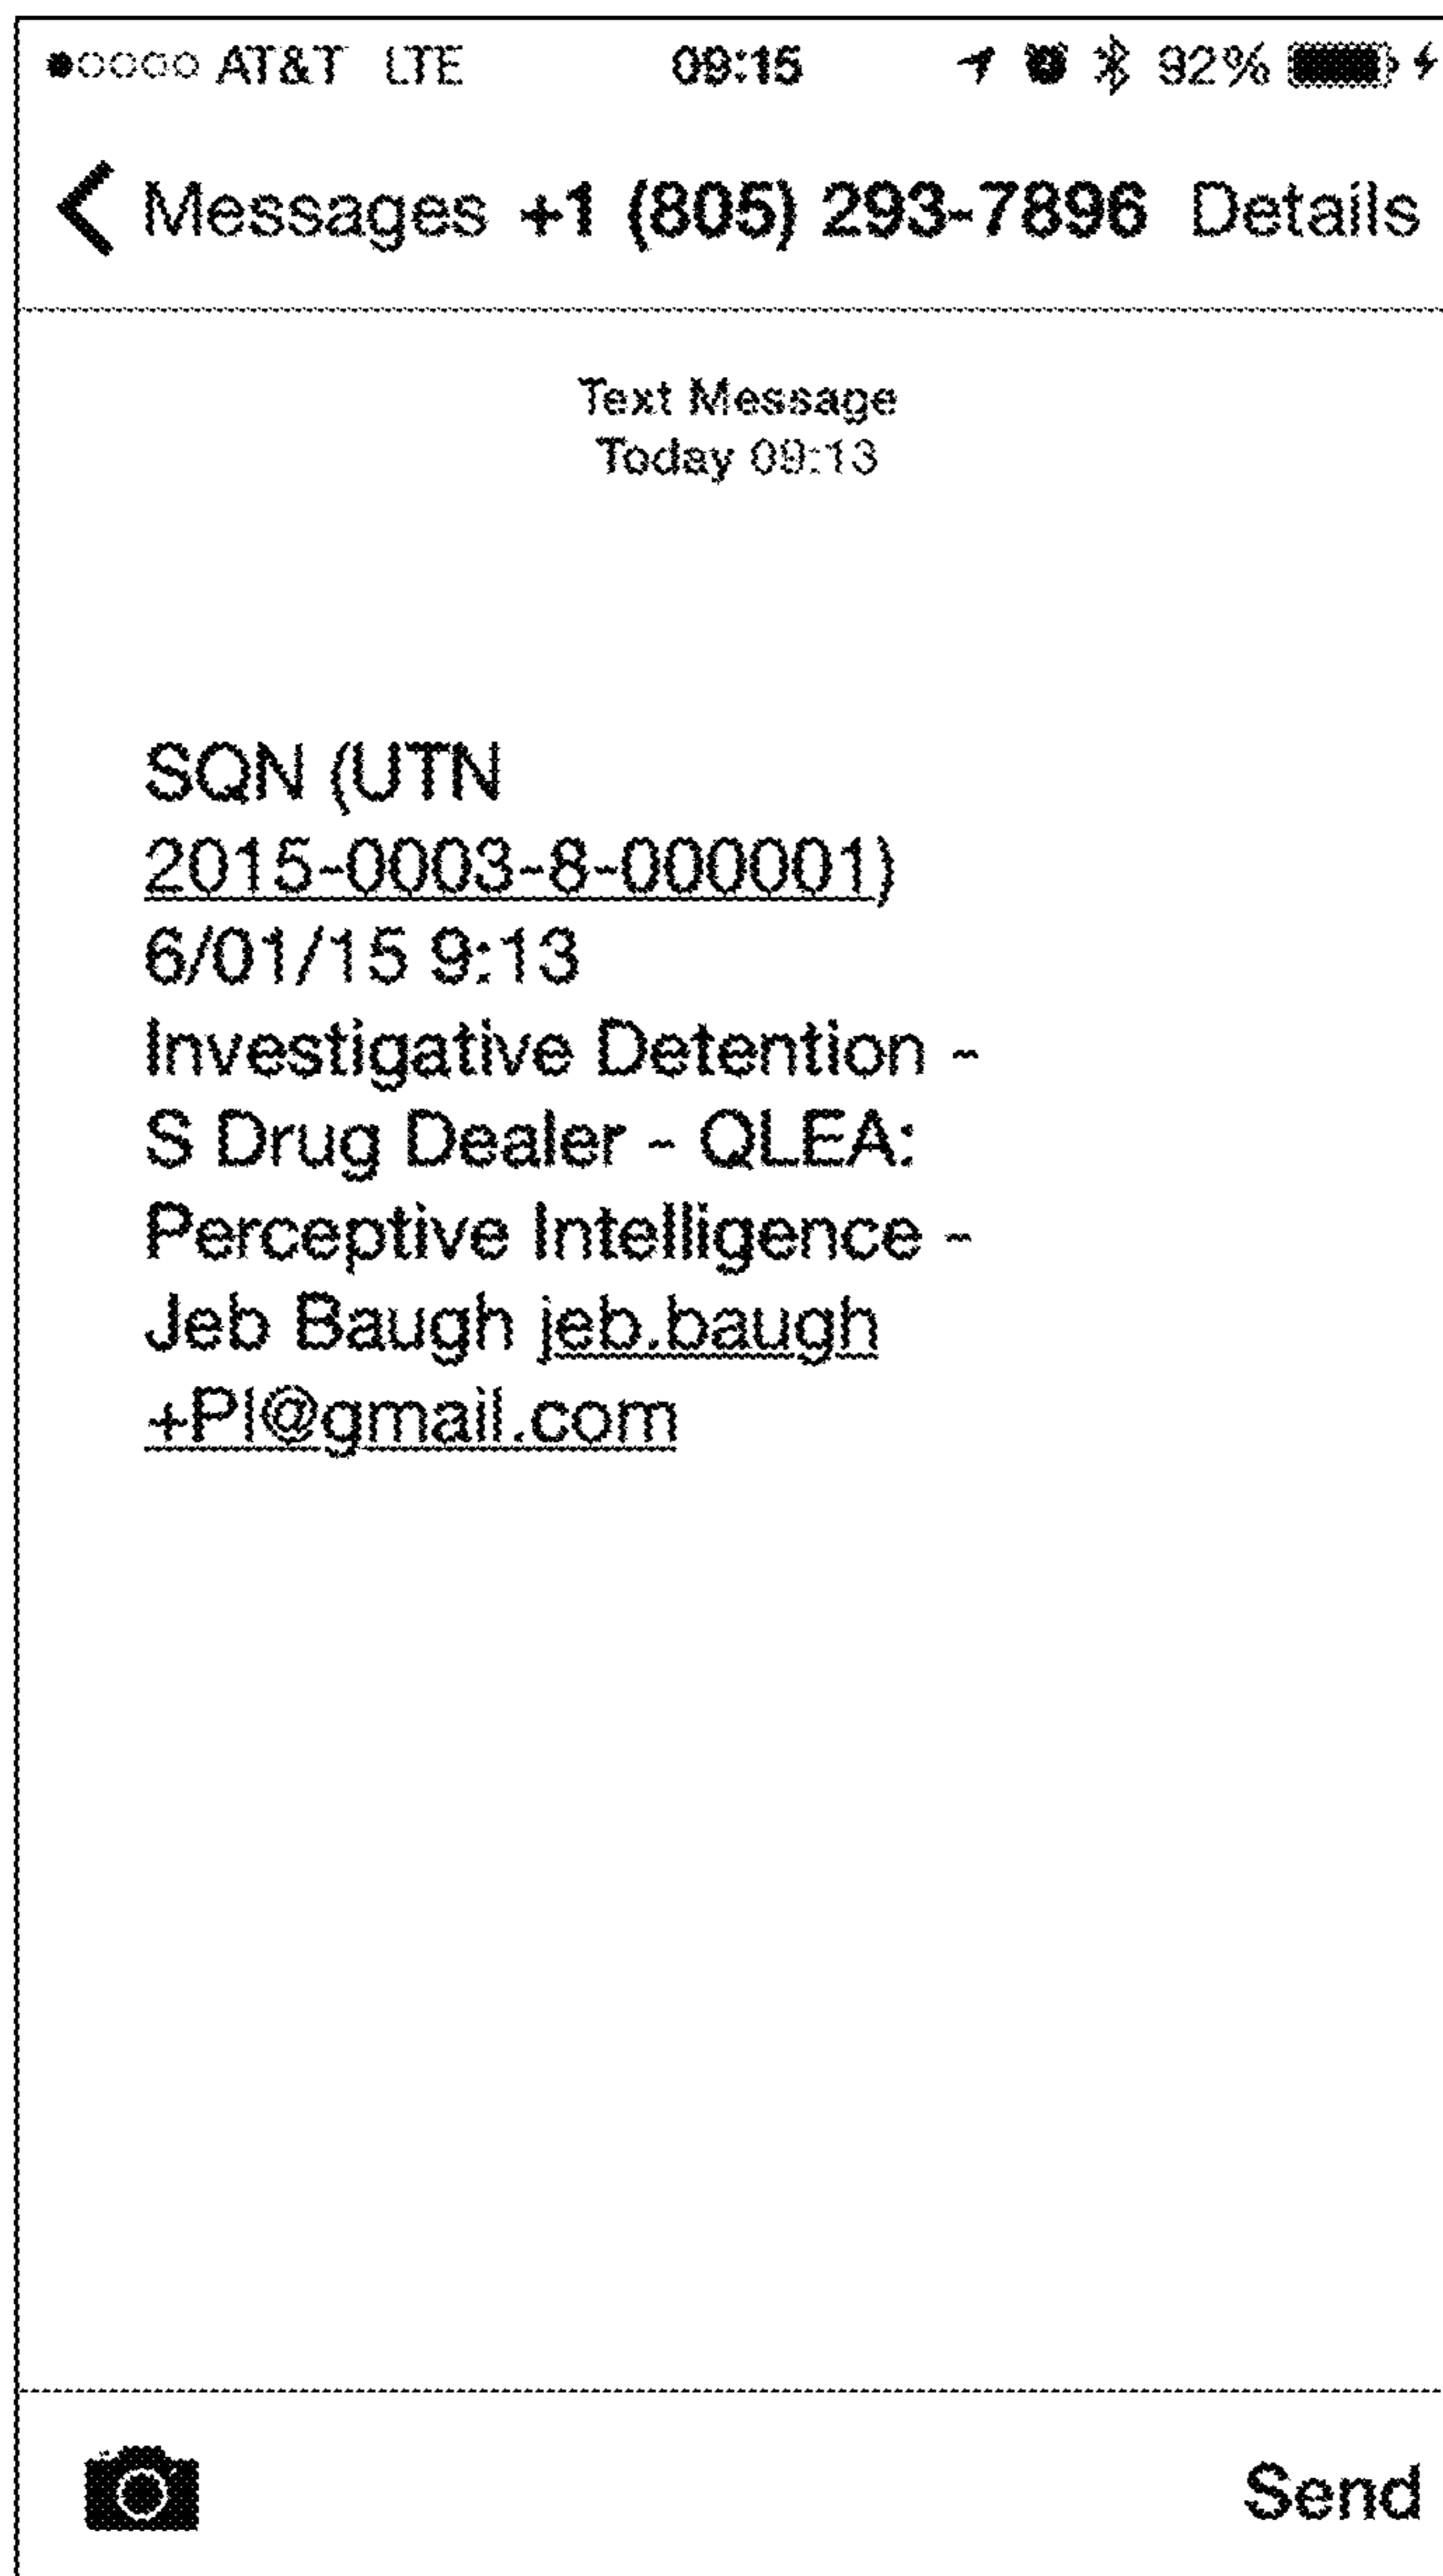 AT&T LTE 09:15 92%
Messages +1 (805) 293-7896 Details
Text Message
Today 09:13
SQN (UTN
2015-0003-8-000001)
6/01/15 9:13
Investigative Detention -
S Drug Dealer - QLEA:
Perceptive Intelligence -
Jeb Baugh jeb.baugh
+PI@gmail.com
Send